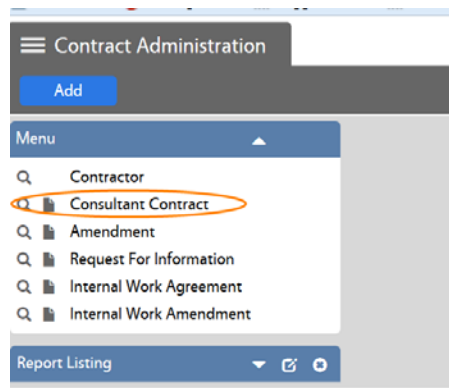 Contract Administration
Add
Menu
Contractor
Consultant Contract
Amendment
Request For Information
Internal Work Agreement
Internal Work Amendment
Report Listing